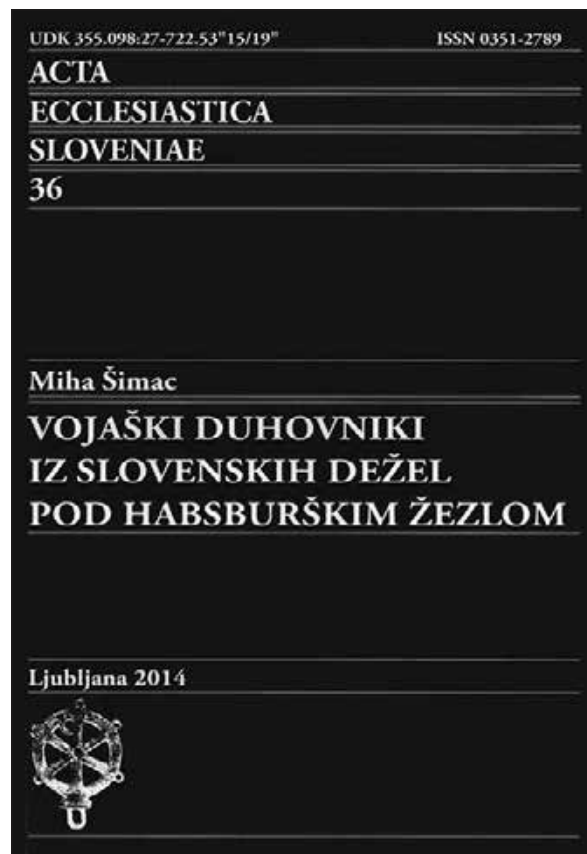 UDK 355.098:27-722.53"15/19" ISSN 0351-2789
ACTA
ECCLESIASTICA
SLOVENIAE
36
Miha Šimac
VOJAŠKI DUHOVNIKI
IZ SLOVENSKIH DEŽEL
POD HABSBURŠKIM ŽEZLOM
Ljubljana 2014